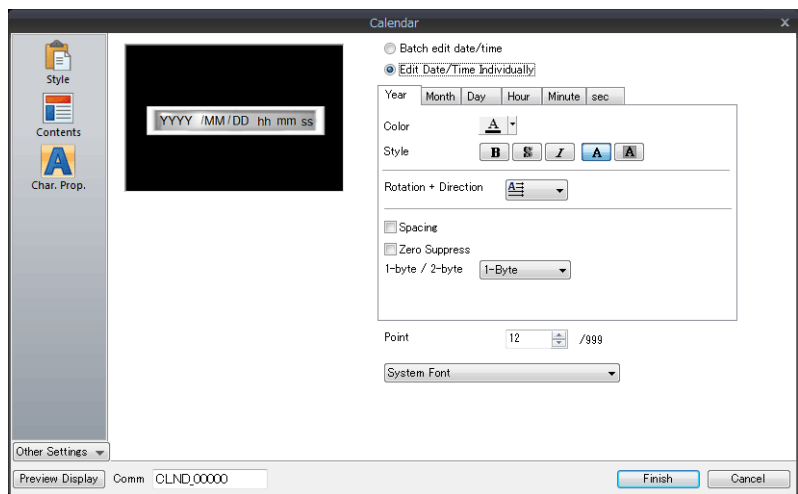 Calendar
x
Style
Contents
A
Char. Prop.
YYYY /MM/DD hh mm ss
Batch edit date/time
Edit Date/Time Individually
Year Month Day Hour Minute sec
Color A
Style B S I A A
Rotation + Direction A
Spacing
Zero Suppress
1-byte / 2-byte 1-Byte
Point 12 /999
System Font
Other Settings
Preview Display Comm CLND_00000 Finish Cancel